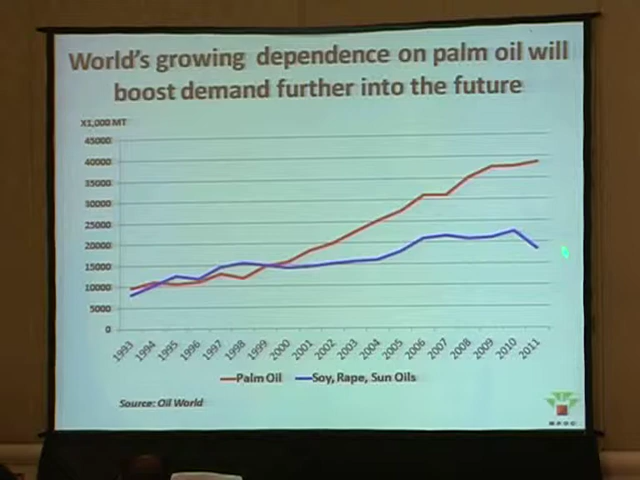 World's growing dependence on palm oil will
boost demand further into the future
X1,000 MT
45000
40000
35000
30000
25000
20000
15000
10000
5000
0
1993 1994 1995 1996 1997 1998 1999 2000 2001 2002 2003 2004 2005 2006 2007 2008 2009 2010 2011
Palm Oil Soy, Rape, Sun Oils
Source: Oil World